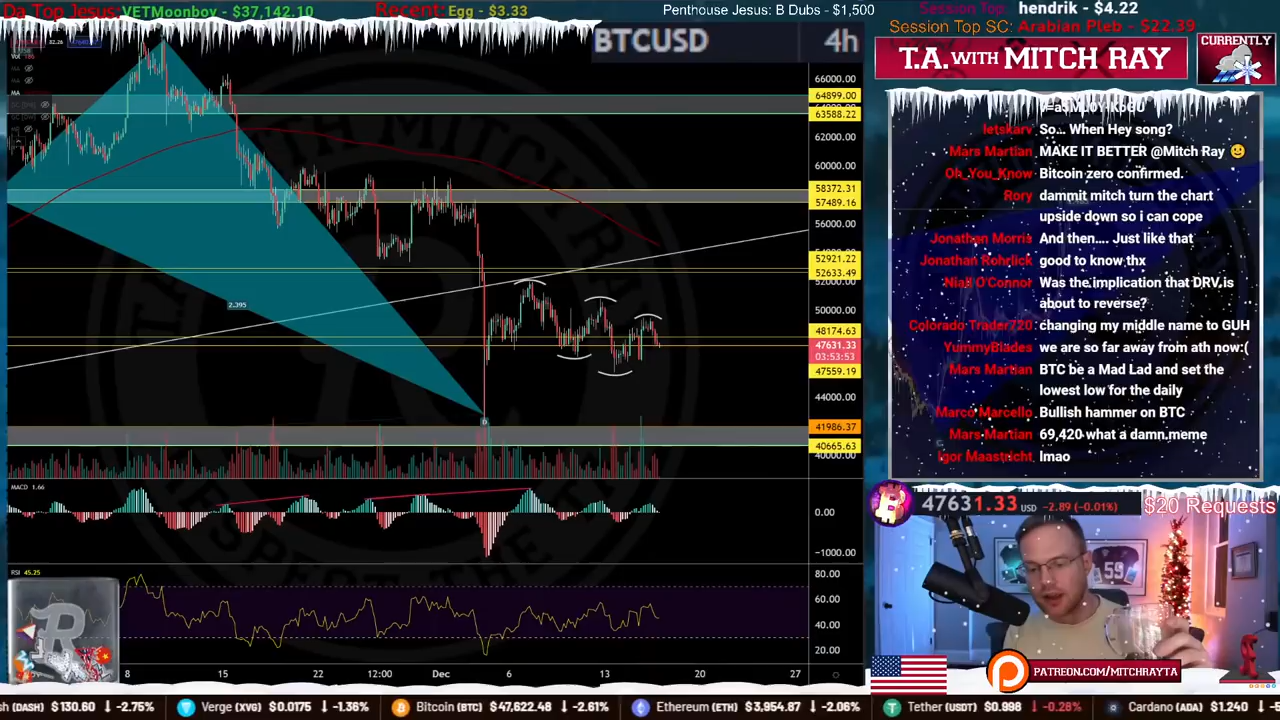 Da Top Jesus: VETMoonboy - $37,142.10
Recent: Egg - $3.33
Penthouse Jesus: B Dubs - $1,500
Session Top: hendrik - $4.22
Session Top SC: Arabian Pleb - $22.39
BTCUSD 4h
T.A. WITH MITCH RAY
CURRENTLY
letskarv So... When Hey song?
Mars Martian MAKE IT BETTER @Mitch Ray
Oh_You_Know Bitcoin zero confirmed.
Rory dammit mitch turn the chart
upside down so i can cope
Jonathan Morris And then.... Just like that
Jonathan Rohrlick good to know thx
Niall O'Connor Was the implication that DRV is
about to reverse?
Colorado Trader720 changing my middle name to GUH
YummyBlades we are so far away from ath now:(
Mars Martian BTC be a Mad Lad and set the
lowest low for the daily
Marco Marcello Bullish hammer on BTC
Mars Martian 69,420 what a damn meme
Igor Maastricht lmao
66000.00
64899.00
63588.22
62000.00
60000.00
58372.31
57489.16
56000.00
52921.22
52633.49
52000.00
50000.00
48174.63
47631.33
03:53:53
47559.19
44000.00
41986.37
40665.63
40000.00
2.395
D
Vol
MA
MACD 1.66
0.00
-1000.00
RSI 45.25
80.00
60.00
40.00
20.00
8 15 22 12:00 Dec 6 13 20 27
47631.33 USD -2.89 (-0.01%)
$20 Requests
59
PATREON.COM/MITCHRAYTA
(DASH) $130.60 ↓ -2.75% Verge (XVG) $0.0175 ↓ -1.36% Bitcoin (BTC) $47,622.48 ↓ -2.61% Ethereum (ETH) $3,954.87 ↓ -2.06% Tether (USDT) $0.998 ↓ -0.28% Cardano (ADA) $1.240